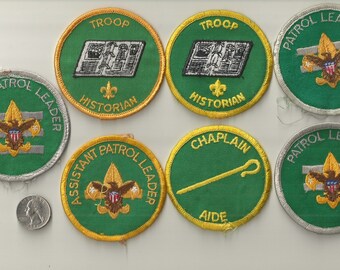 TROOP
HISTORIAN
TROOP
HISTORIAN
PATROL LEADER
PATROL LEADER
ASSISTANT PATROL LEADER
CHAPLAIN
AIDE
PATROL LEADER